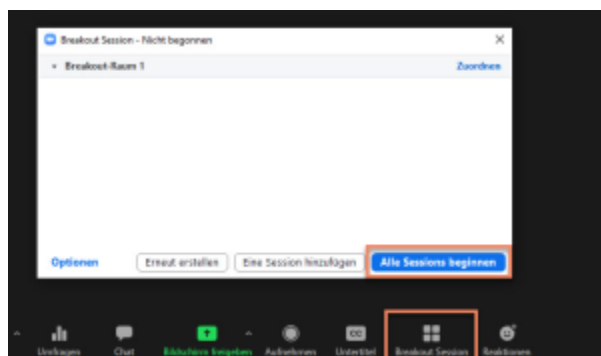 Breakout Session - Nicht begonnen
Breakout-Raum 1 Zuordnen
Optionen Erneut erstellen Eine Session hinzufügen Alle Sessions beginnen
Umfragen Chat Bildschirm freigeben Aufnehmen Untertitel Breakout Session Reaktionen